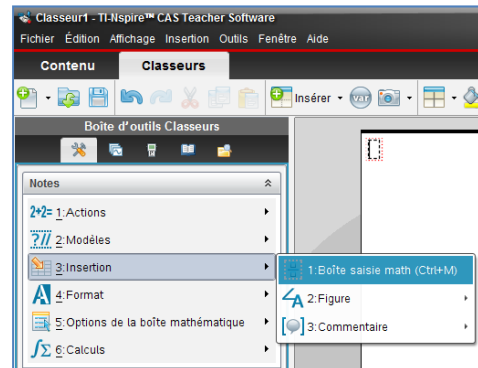 Classeur1 - TI-Nspire™ CAS Teacher Software
Fichier Édition Affichage Insertion Outils Fenêtre Aide
Contenu Classeurs
Insérer var
Boîte d'outils Classeurs
Notes
2+2= 1:Actions
?// 2:Modèles
3:Insertion
1:Boîte saisie math (Ctrl+M)
A 4:Format
2:Figure
5:Options de la boîte mathématique
3:Commentaire
∫Σ 6:Calculs